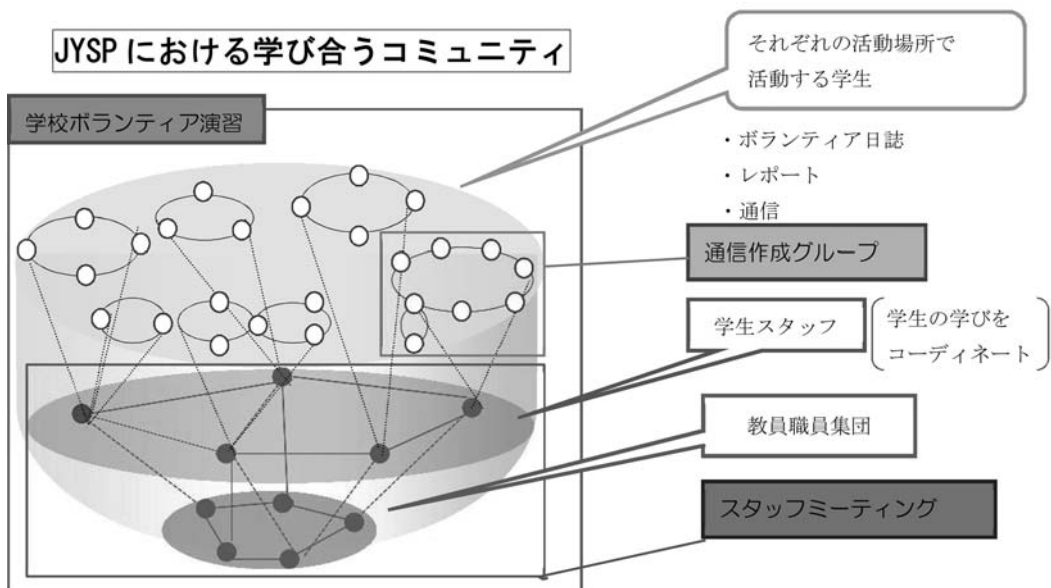 JYSP における学び合うコミュニティ
それぞれの活動場所で
活動する学生
学校ボランティア演習
・ボランティア日誌
・レポート
・通信
通信作成グループ
学生スタッフ
学生の学びを
コーディネート
教員職員集団
スタッフミーティング